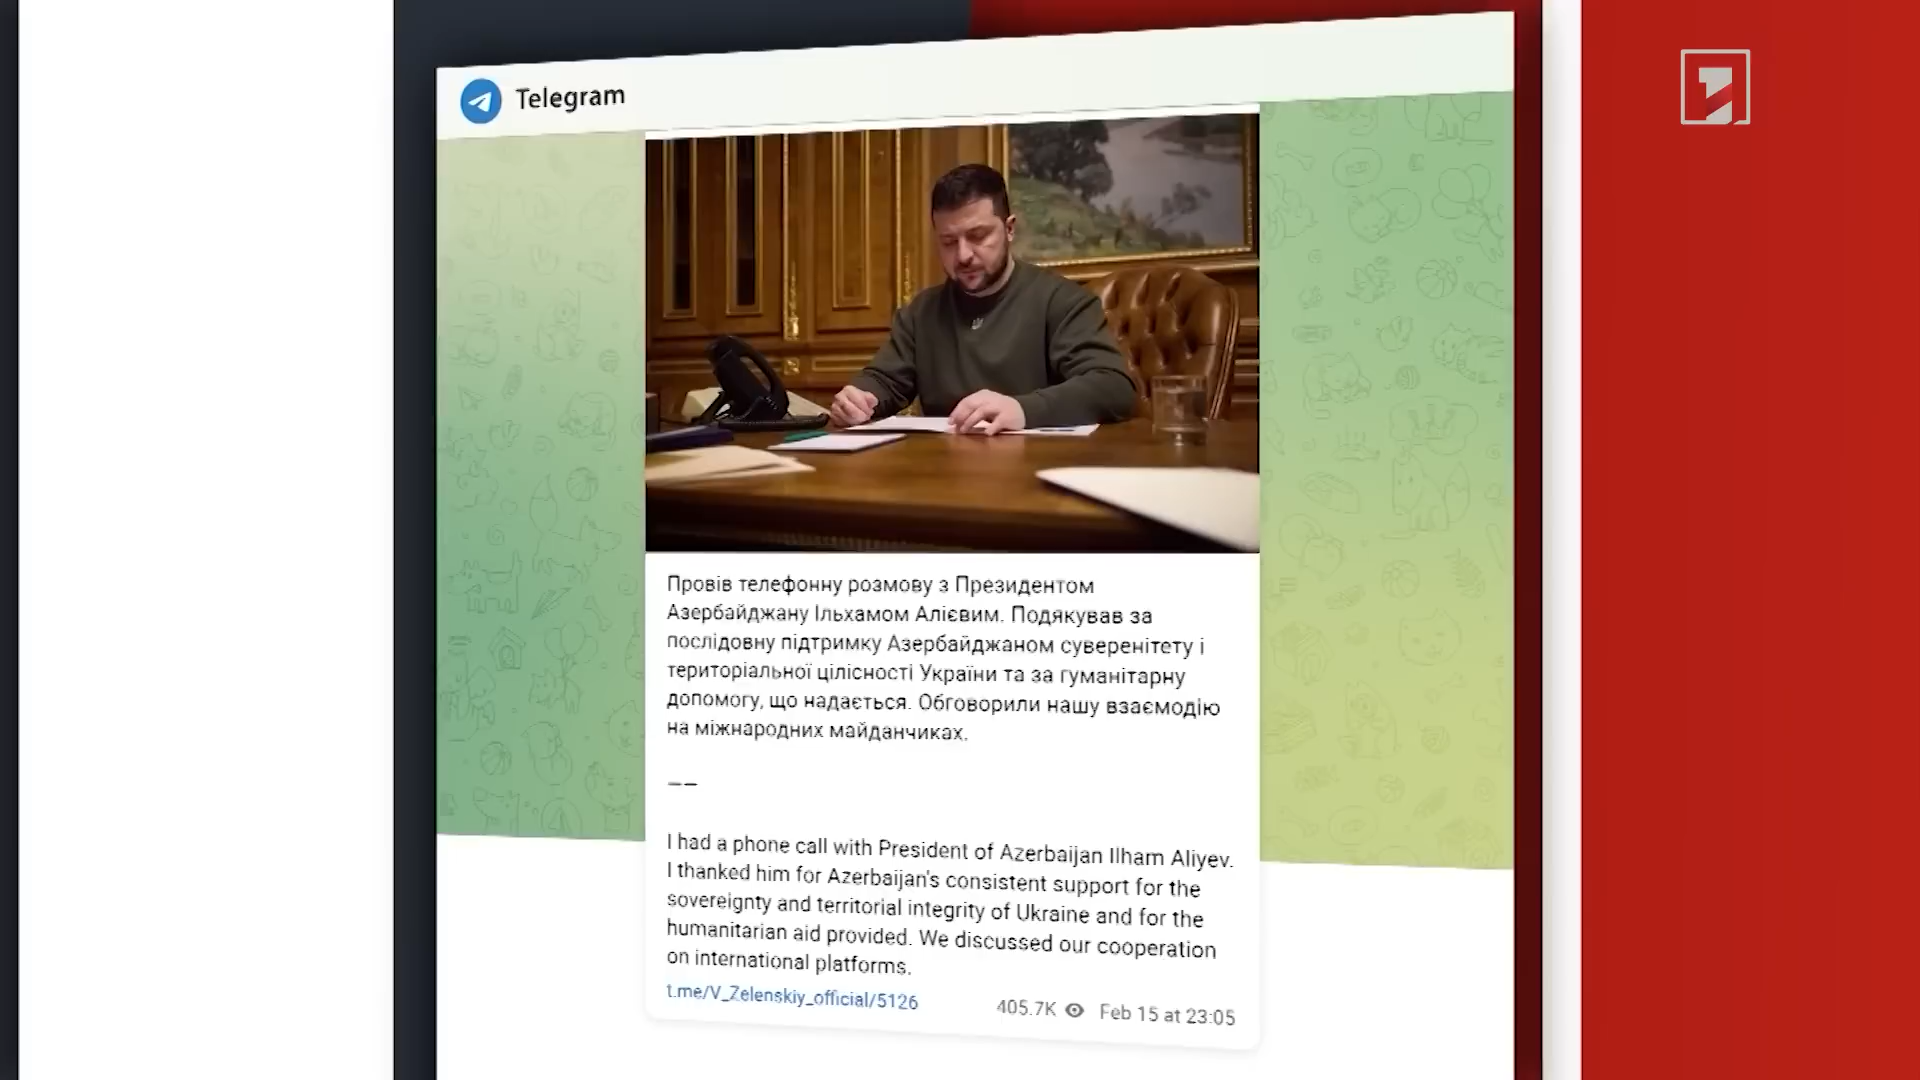 Telegram
Провів телефонну розмову з Президентом
Азербайджану Ільхамом Алієвим. Подякував за
послідовну підтримку Азербайджаном суверенітету і
територіальної цілісності України та за гуманітарну
допомогу, що надається. Обговорили нашу взаємодію
на міжнародних майданчиках.
——
I had a phone call with President of Azerbaijan Ilham Aliyev.
I thanked him for Azerbaijan's consistent support for the
sovereignty and territorial integrity of Ukraine and for the
humanitarian aid provided. We discussed our cooperation
on international platforms.
t.me/V_Zelenskiy_official/5126
405.7K Feb 15 at 23:05